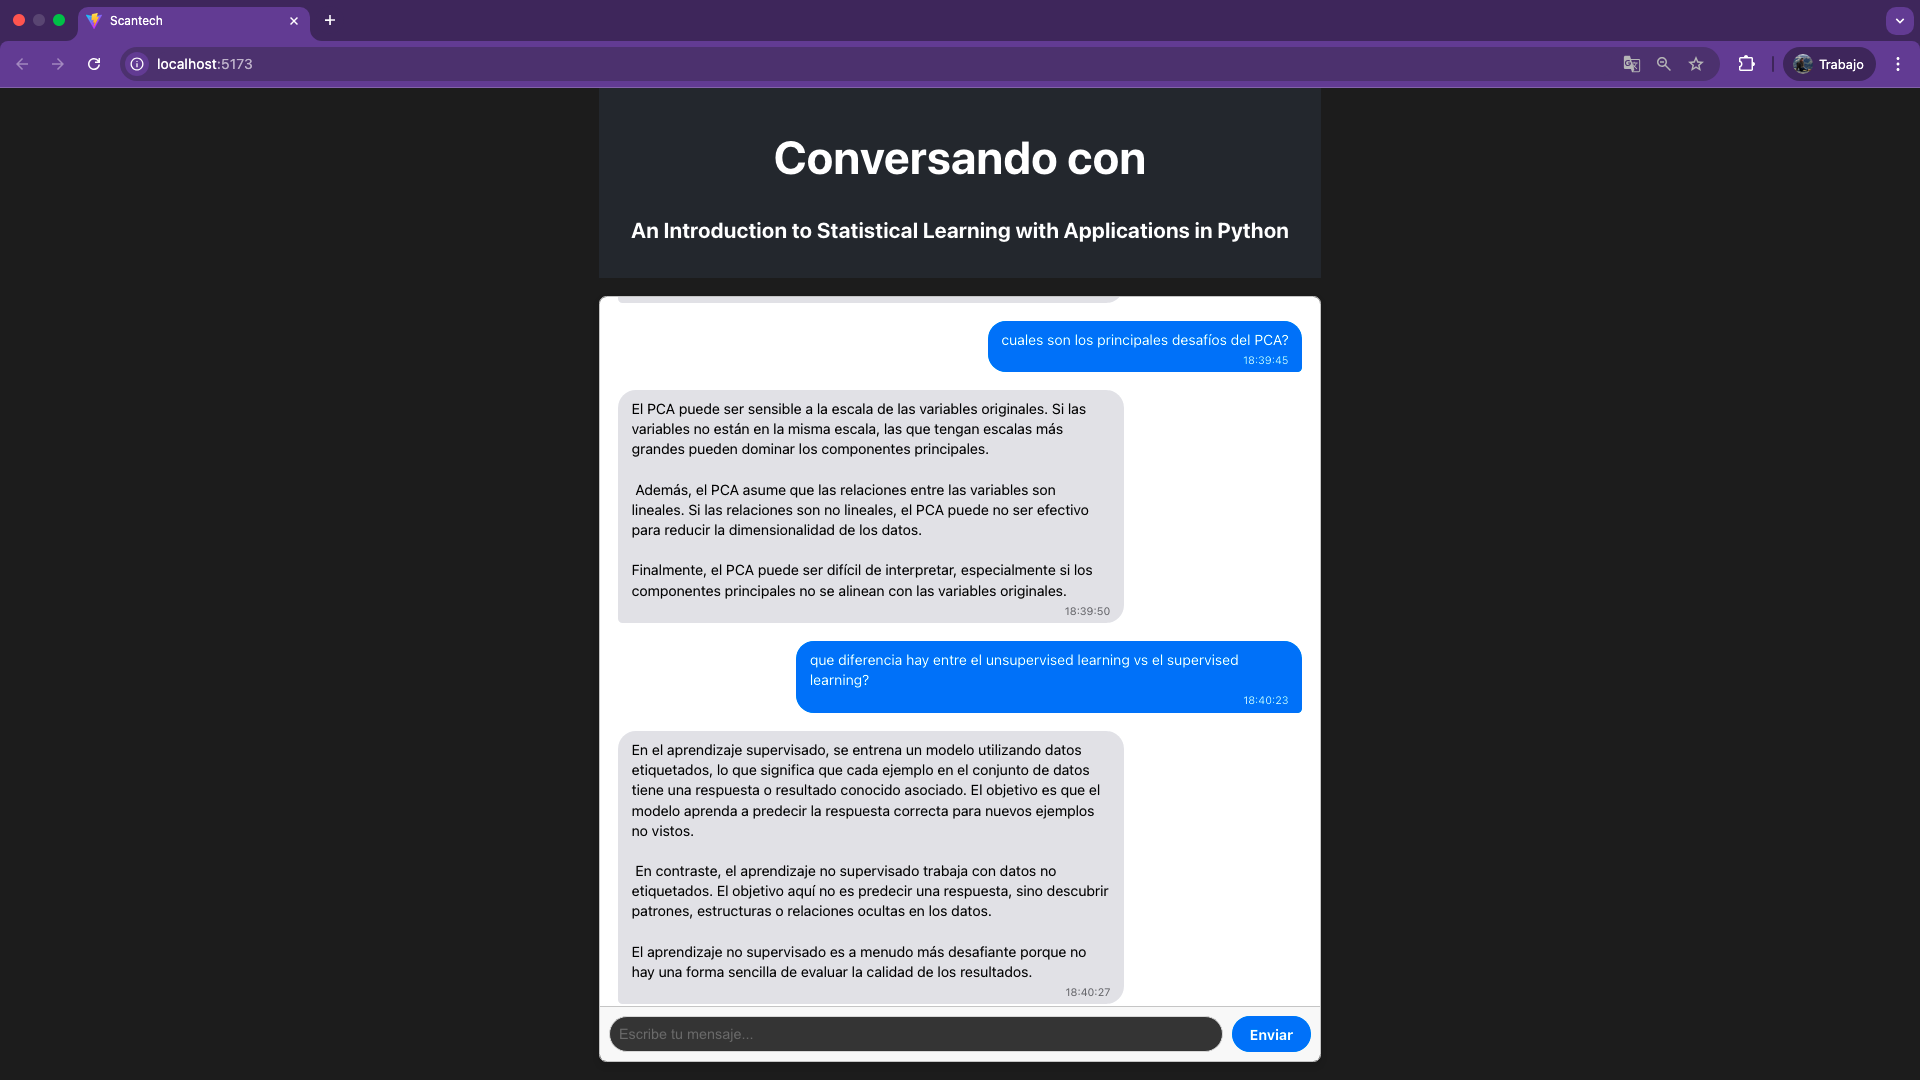 Scantech
localhost:5173
Trabajo
Conversando con
An Introduction to Statistical Learning with Applications in Python
cuales son los principales desafíos del PCA?
18:39:45
El PCA puede ser sensible a la escala de las variables originales. Si las
variables no están en la misma escala, las que tengan escalas más
grandes pueden dominar los componentes principales.
Además, el PCA asume que las relaciones entre las variables son
lineales. Si las relaciones son no lineales, el PCA puede no ser efectivo
para reducir la dimensionalidad de los datos.
Finalmente, el PCA puede ser difícil de interpretar, especialmente si los
componentes principales no se alinean con las variables originales.
18:39:50
que diferencia hay entre el unsupervised learning vs el supervised
learning?
18:40:23
En el aprendizaje supervisado, se entrena un modelo utilizando datos
etiquetados, lo que significa que cada ejemplo en el conjunto de datos
tiene una respuesta o resultado conocido asociado. El objetivo es que el
modelo aprenda a predecir la respuesta correcta para nuevos ejemplos
no vistos.
En contraste, el aprendizaje no supervisado trabaja con datos no
etiquetados. El objetivo aquí no es predecir una respuesta, sino descubrir
patrones, estructuras o relaciones ocultas en los datos.
El aprendizaje no supervisado es a menudo más desafiante porque no
hay una forma sencilla de evaluar la calidad de los resultados.
18:40:27
Escribe tu mensaje...
Enviar